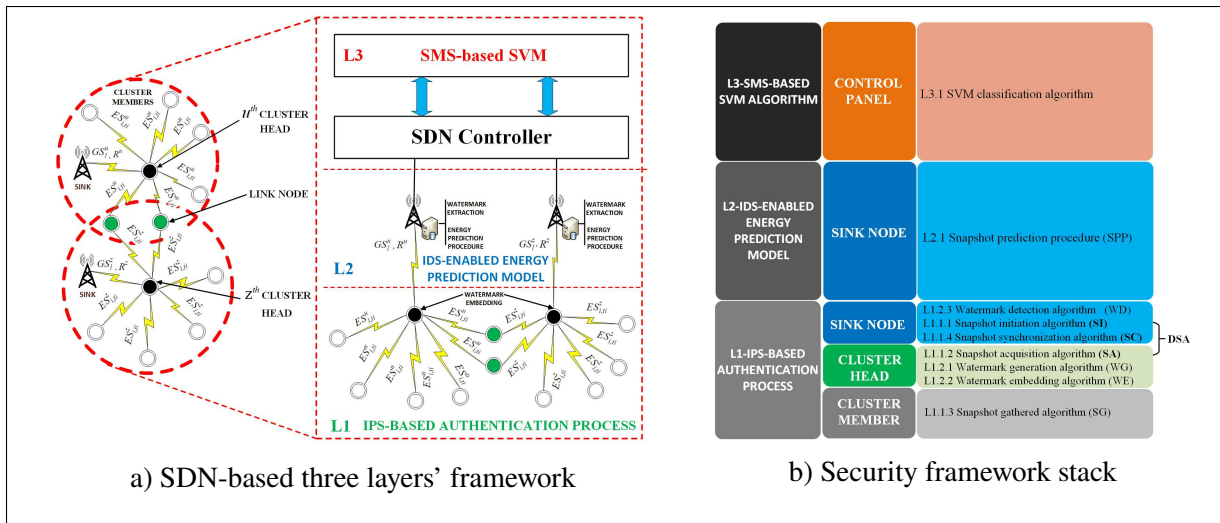 CLUSTER
MEMBERS
u^th CLUSTER
HEAD
SINK
LINK NODE
SINK
z^th CLUSTER
HEAD
L3 SMS-based SVM
SDN Controller
WATERMARK
EXTRACTION
ENERGY
PREDICTION
PROCEDURE
WATERMARK
EXTRACTION
ENERGY
PREDICTION
PROCEDURE
L2
IDS-ENABLED ENERGY
PREDICTION MODEL
WATERMARK
EMBEDDING
L1 IPS-BASED AUTHENTICATION PROCESS
a) SDN-based three layers' framework
L3-SMS-BASED
SVM ALGORITHM
CONTROL
PANEL
L3.1 SVM classification algorithm
L2-IDS-ENABLED
ENERGY
PREDICTION
MODEL
SINK NODE
L2.1 Snapshot prediction procedure (SPP)
L1-IPS-BASED
AUTHENTICATION
PROCESS
SINK NODE
L1.2.3 Watermark detection algorithm (WD)
L1.1.1 Snapshot initiation algorithm (SI)
L1.1.4 Snapshot synchronization algorithm (SC)
DSA
CLUSTER
HEAD
L1.1.2 Snapshot acquisition algorithm (SA)
L1.2.1 Watermark generation algorithm (WG)
L1.2.2 Watermark embedding algorithm (WE)
CLUSTER
MEMBER
L1.1.3 Snapshot gathered algorithm (SG)
b) Security framework stack